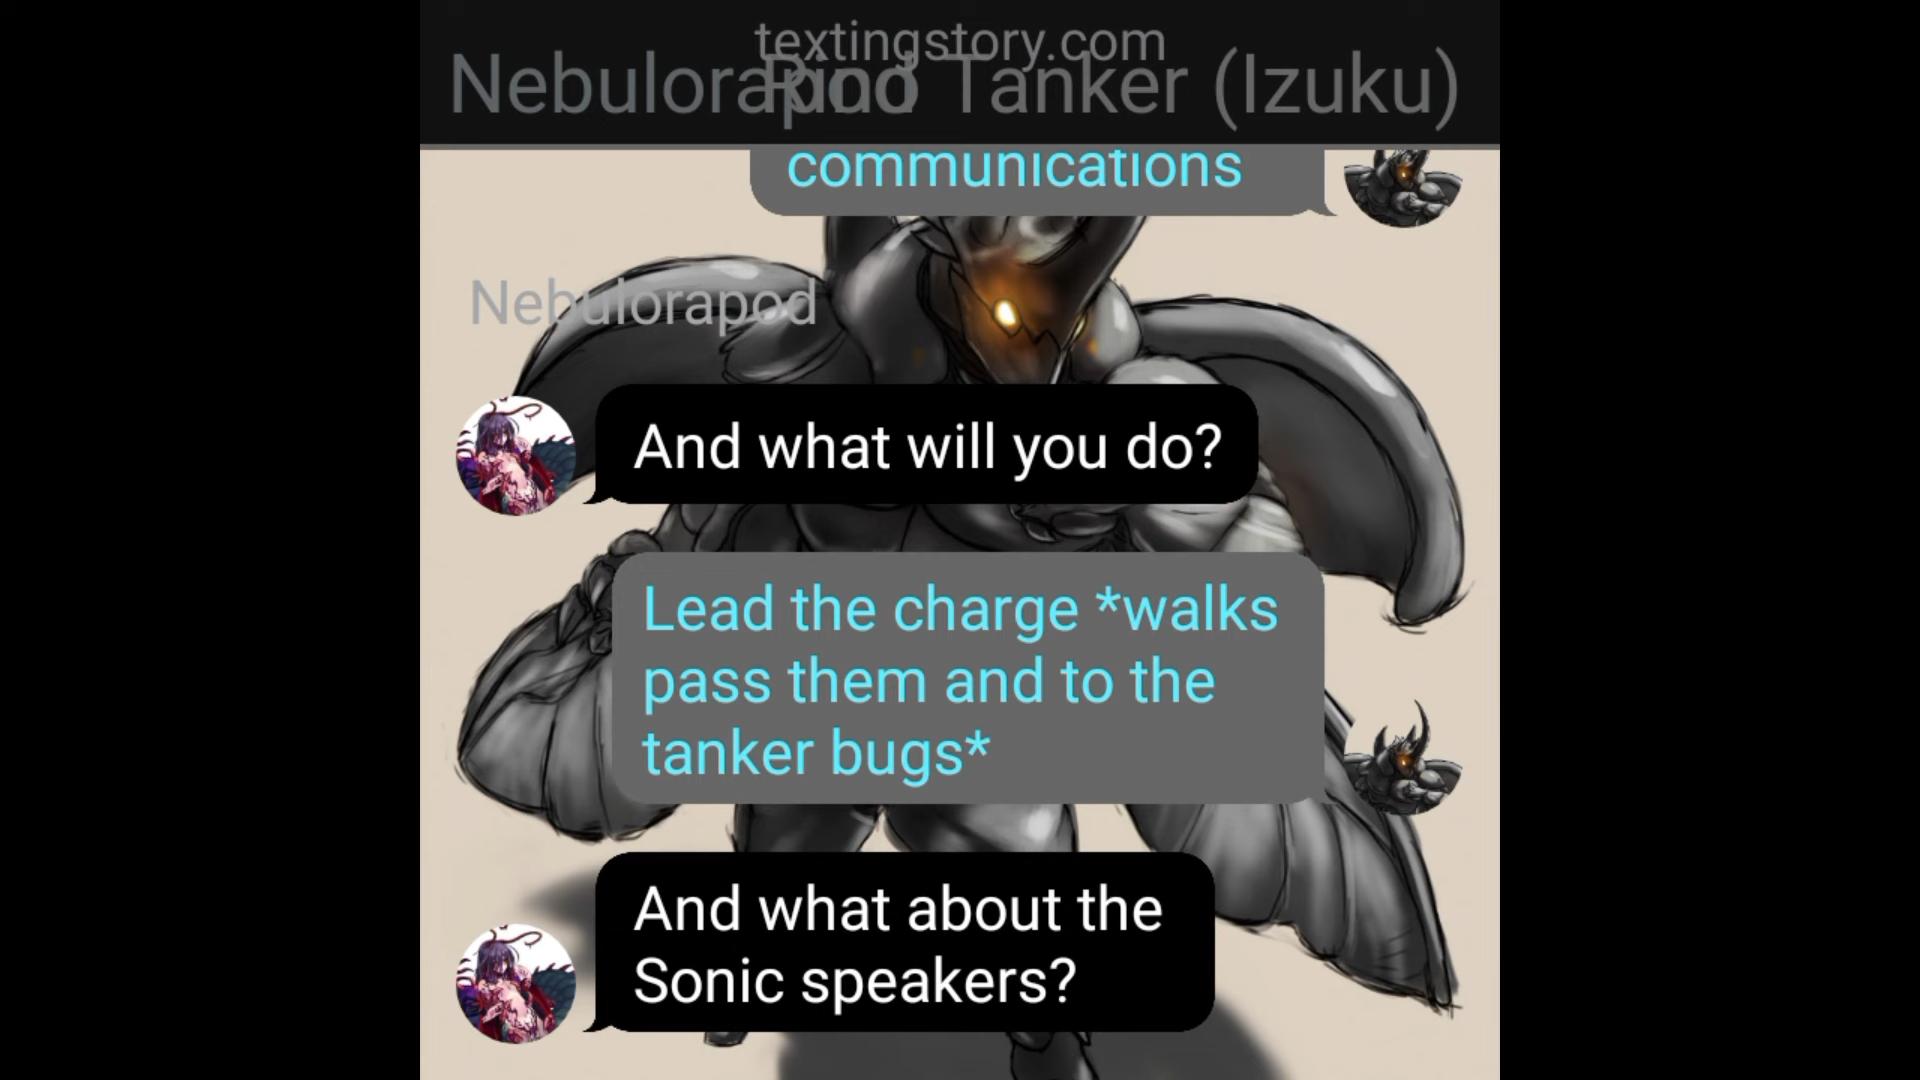 textingstory.com
Nebulorapod
Tanker (Izuku)
communications
Nebulorapod
And what will you do?
Lead the charge *walks
pass them and to the
tanker bugs*
And what about the
Sonic speakers?